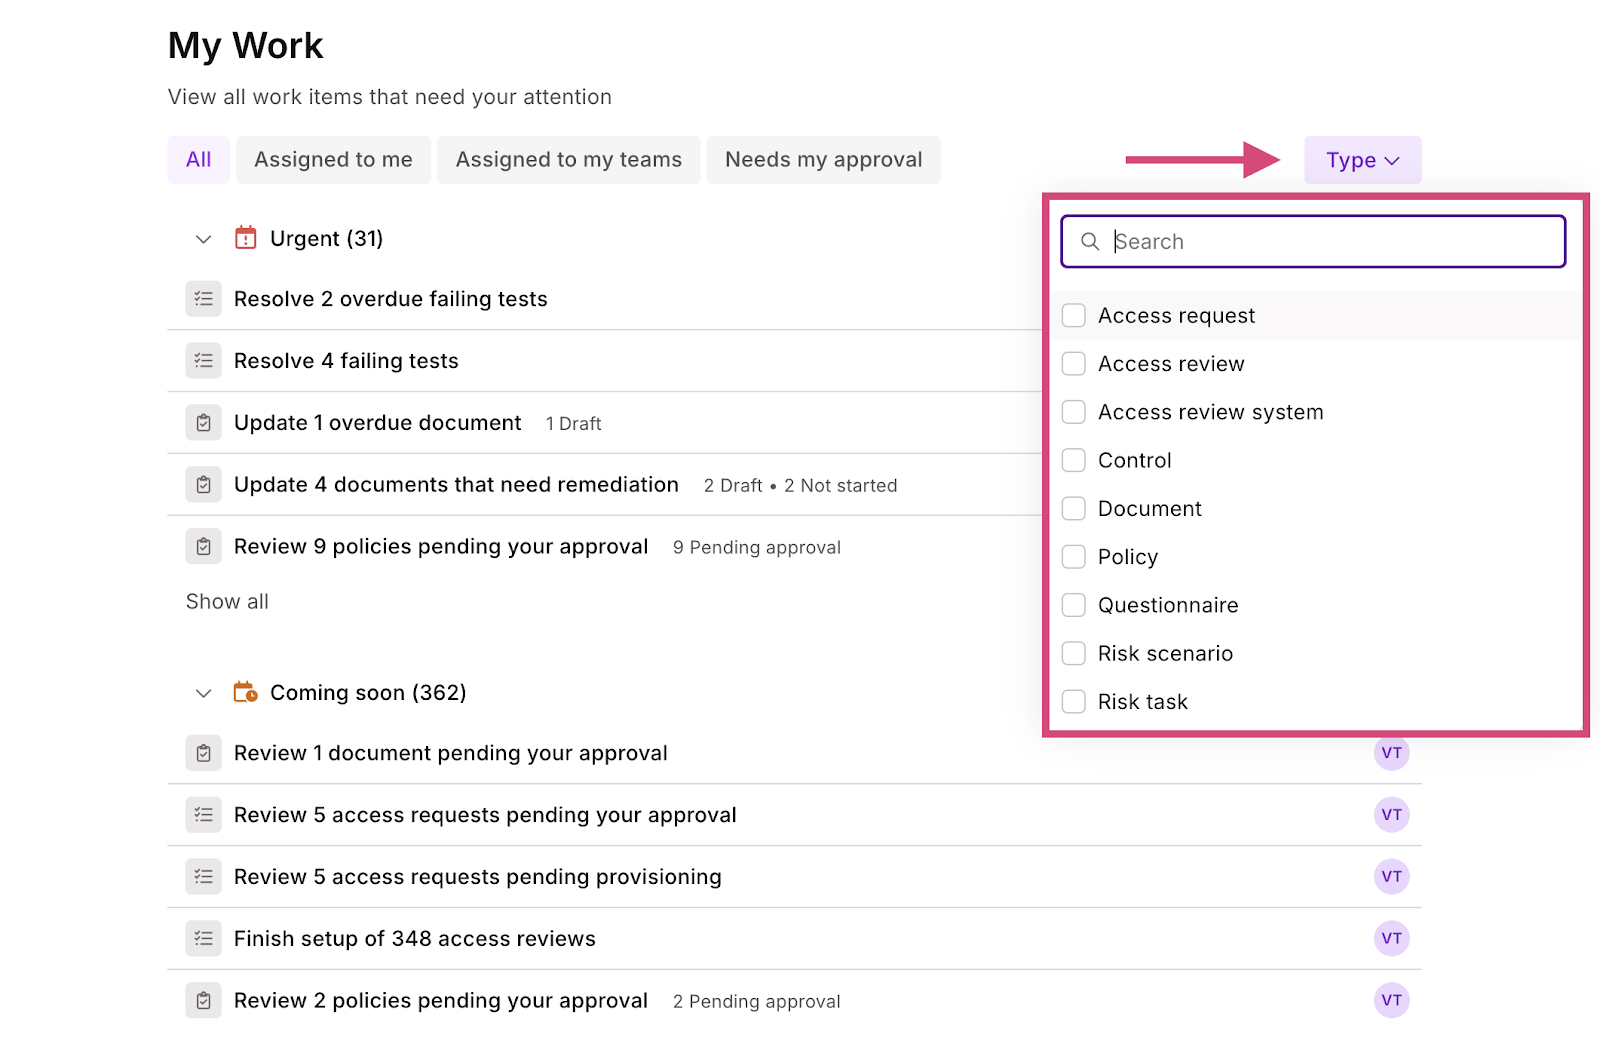 My Work
View all work items that need your attention
All
Assigned to me
Assigned to my teams
Needs my approval
Type
Search
Access request
Access review
Access review system
Control
Document
Policy
Questionnaire
Risk scenario
Risk task
Urgent (31)
Resolve 2 overdue failing tests
Resolve 4 failing tests
Update 1 overdue document 1 Draft
Update 4 documents that need remediation 2 Draft • 2 Not started
Review 9 policies pending your approval 9 Pending approval
Show all
Coming soon (362)
Review 1 document pending your approval VT
Review 5 access requests pending your approval VT
Review 5 access requests pending provisioning VT
Finish setup of 348 access reviews VT
Review 2 policies pending your approval 2 Pending approval VT